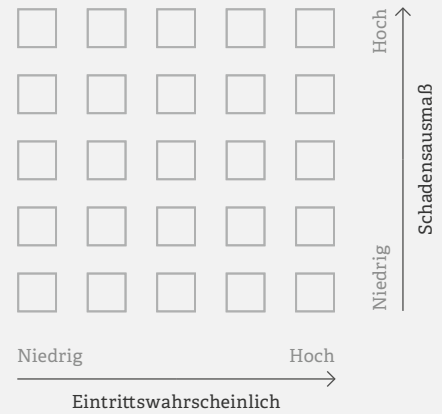 Hoch
Schadensausmaß
Niedrig
Niedrig
Hoch
Eintrittswahrscheinlich